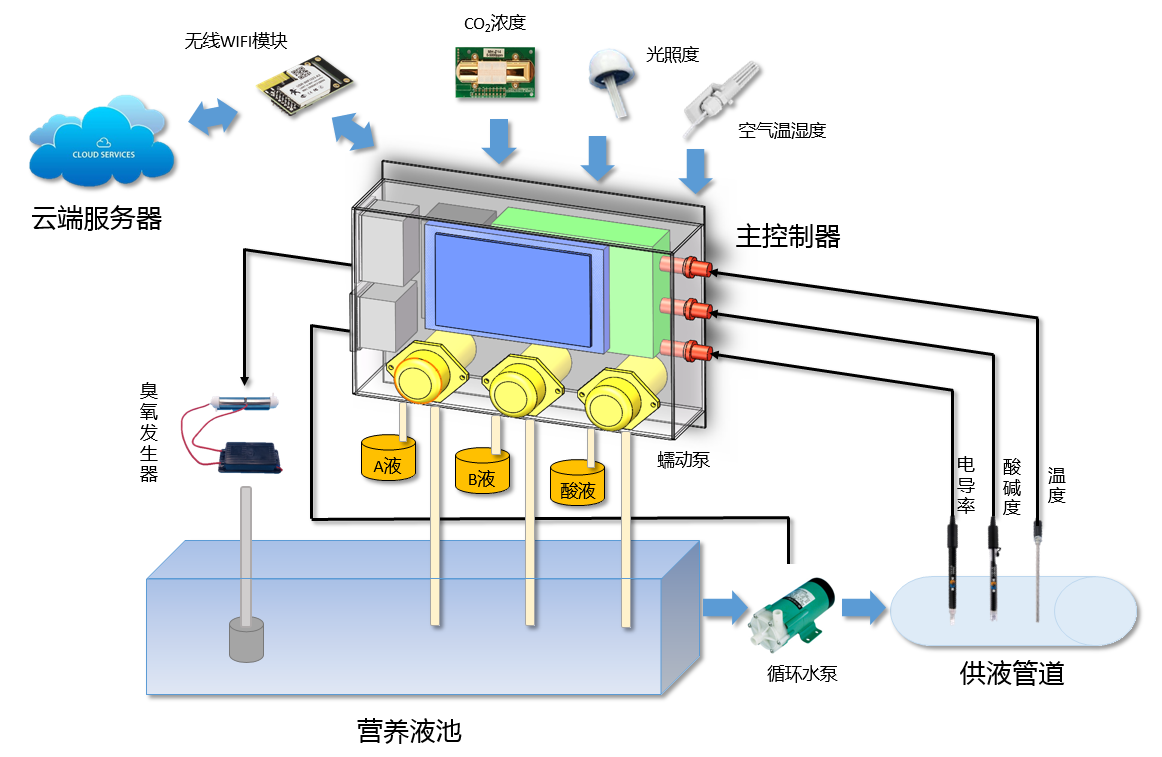 CO₂浓度
无线WIFI模块
光照度
空气温湿度
CLOUD SERVICES
云端服务器
主控制器
臭氧发生器
A液
B液
酸液
蠕动泵
电导率
酸碱度
温度
循环水泵
供液管道
营养液池